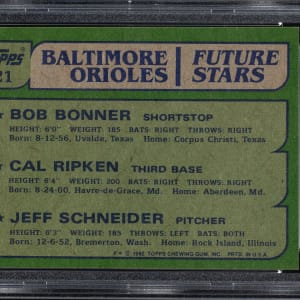 TOPPS
21
BALTIMORE ORIOLES | FUTURE STARS
★ BOB BONNER SHORTSTOP
HEIGHT: 6'0" WEIGHT: 185 BATS: RIGHT THROWS: RIGHT
Born: 8-12-56, Uvalde, Texas Home: Corpus Christi, Texas
★ CAL RIPKEN THIRD BASE
HEIGHT: 6'4" WEIGHT: 200 BATS: RIGHT THROWS: RIGHT
Born: 8-24-60, Havre-de-Grace, Md. Home: Aberdeen, Md.
★ JEFF SCHNEIDER PITCHER
HEIGHT: 6'3" WEIGHT: 185 THROWS: LEFT BATS: BOTH
Born: 12-6-52, Bremerton, Wash. Home: Rock Island, Illinois
© 1982 TOPPS CHEWING GUM, INC. PRTD. IN U.S.A.